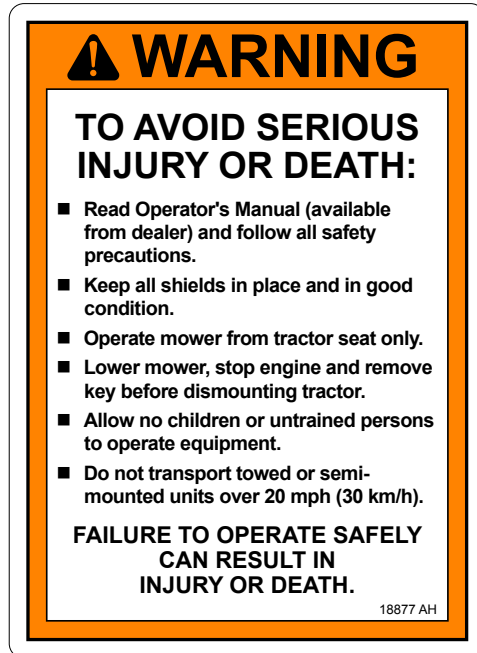 WARNING
TO AVOID SERIOUS
INJURY OR DEATH:
■ Read Operator's Manual (available
from dealer) and follow all safety
precautions.
■ Keep all shields in place and in good
condition.
■ Operate mower from tractor seat only.
■ Lower mower, stop engine and remove
key before dismounting tractor.
■ Allow no children or untrained persons
to operate equipment.
■ Do not transport towed or semi-
mounted units over 20 mph (30 km/h).
FAILURE TO OPERATE SAFELY
CAN RESULT IN
INJURY OR DEATH.
18877 AH